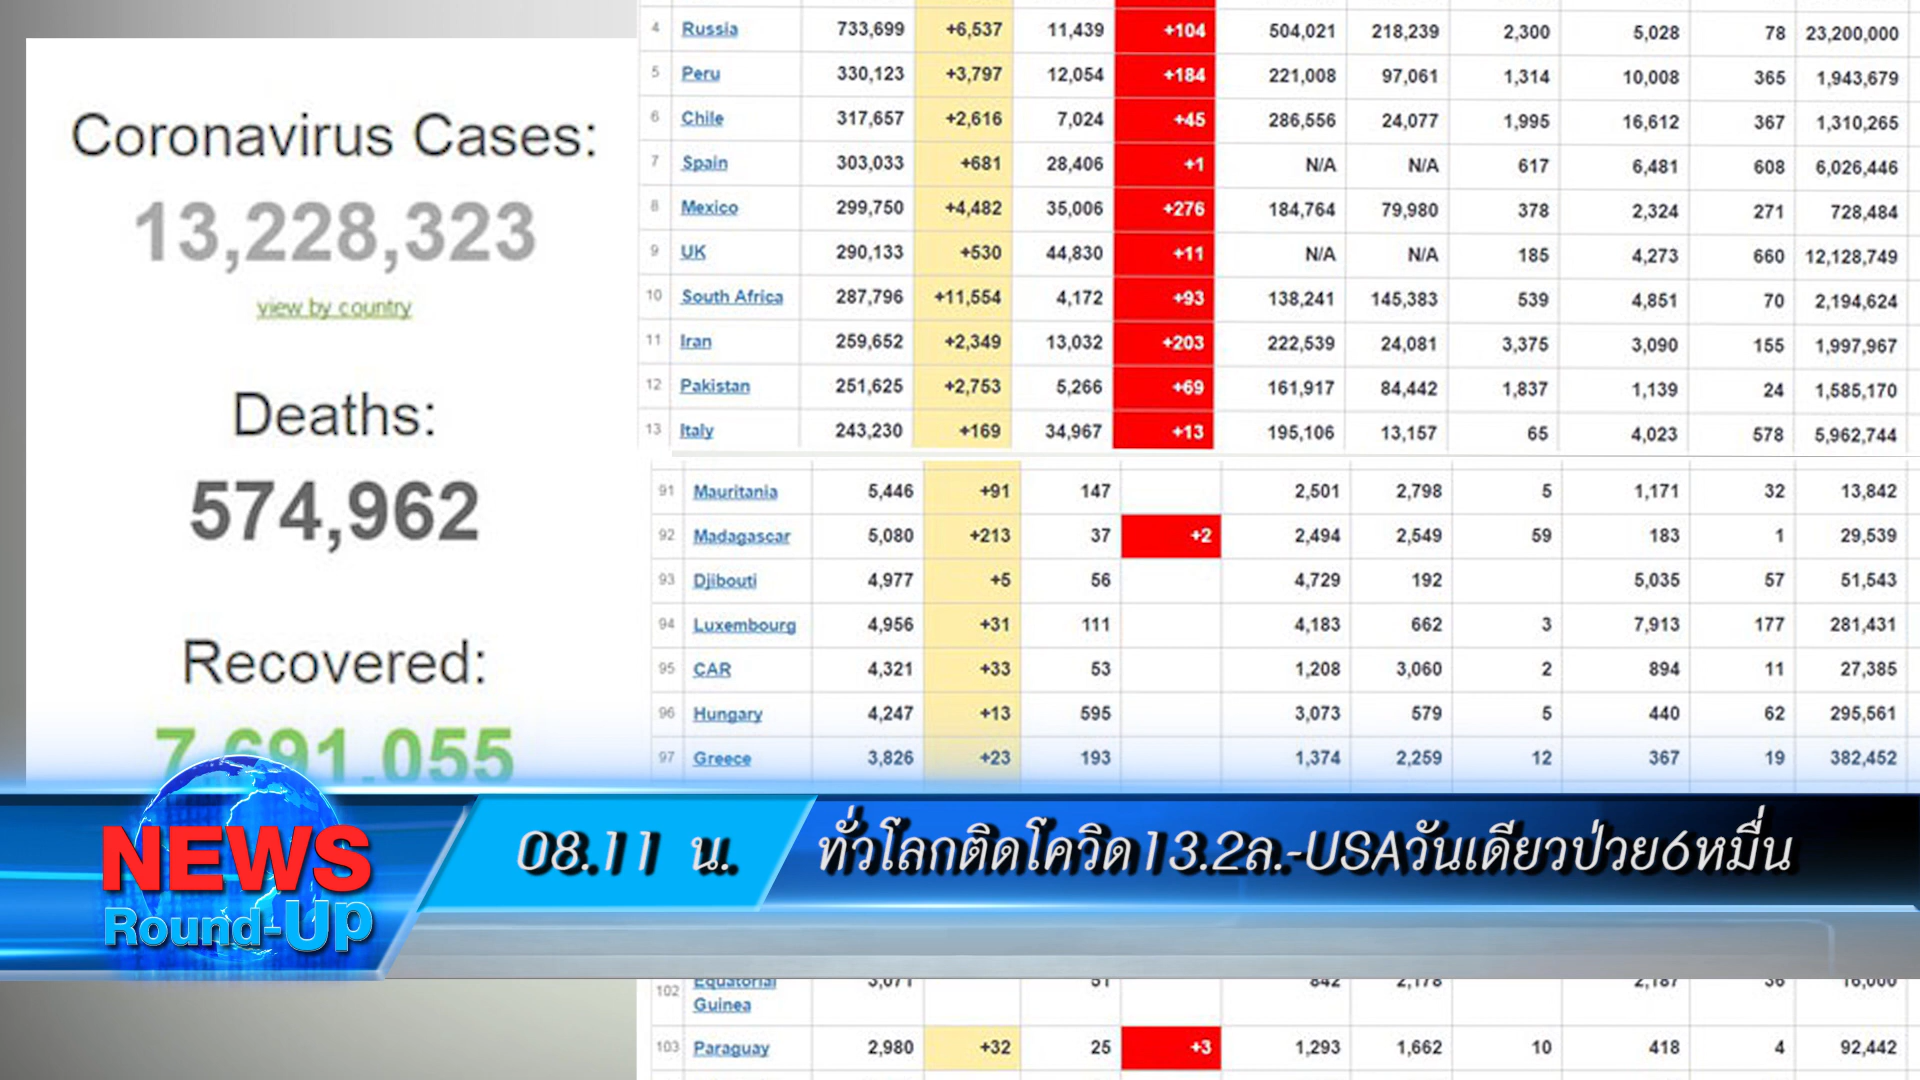 Coronavirus Cases:
13,228,323
view by country
Deaths:
574,962
Recovered:
7,691,055
4 Russia 733,699 +6,537 11,439 +104 504,021 218,239 2,300 5,028 78 23,200,000
5 Peru 330,123 +3,797 12,054 +184 221,008 97,061 1,314 10,008 365 1,943,679
6 Chile 317,657 +2,616 7,024 +45 286,556 24,077 1,995 16,612 367 1,310,265
7 Spain 303,033 +681 28,406 +1 N/A N/A 617 6,481 608 6,026,446
8 Mexico 299,750 +4,482 35,006 +276 184,764 79,980 378 2,324 271 728,484
9 UK 290,133 +530 44,830 +11 N/A N/A 185 4,273 660 12,128,749
10 South Africa 287,796 +11,554 4,172 +93 138,241 145,383 539 4,851 70 2,194,624
11 Iran 259,652 +2,349 13,032 +203 222,539 24,081 3,375 3,090 155 1,997,967
12 Pakistan 251,625 +2,753 5,266 +69 161,917 84,442 1,837 1,139 24 1,585,170
13 Italy 243,230 +169 34,967 +13 195,106 13,157 65 4,023 578 5,962,744
91 Mauritania 5,446 +91 147 2,501 2,798 5 1,171 32 13,842
92 Madagascar 5,080 +213 37 +2 2,494 2,549 59 183 1 29,539
93 Djibouti 4,977 +5 56 4,729 192 5,035 57 51,543
94 Luxembourg 4,956 +31 111 4,183 662 3 7,913 177 281,431
95 CAR 4,321 +33 53 1,208 3,060 2 894 11 27,385
96 Hungary 4,247 +13 595 3,073 579 5 440 62 295,561
97 Greece 3,826 +23 193 1,374 2,259 12 367 19 382,452
NEWS
Round-Up
08.11 น.
ทั่วโลกติดโควิด13.2ล.-USAวันเดียวป่วย6หมื่น
102 Equatorial Guinea 3,071 51 842 2,178 2,187 36 16,000
103 Paraguay 2,980 +32 25 +3 1,293 1,662 10 418 4 92,442